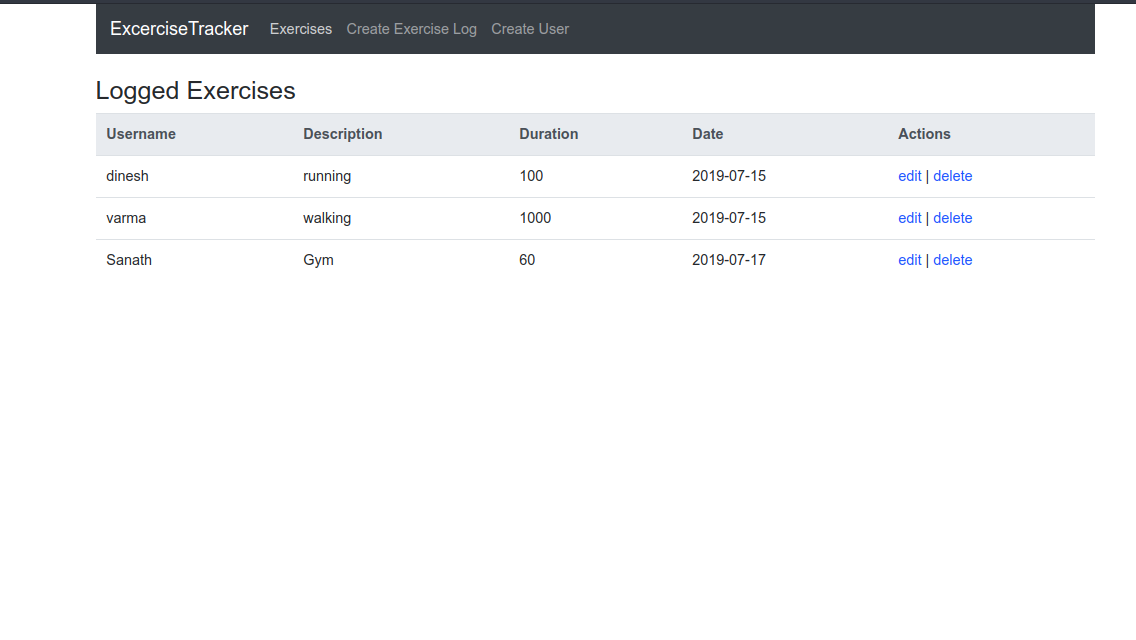 ExcerciseTracker Exercises Create Exercise Log Create User
Logged Exercises
Username Description Duration Date Actions
dinesh running 100 2019-07-15 edit | delete
varma walking 1000 2019-07-15 edit | delete
Sanath Gym 60 2019-07-17 edit | delete